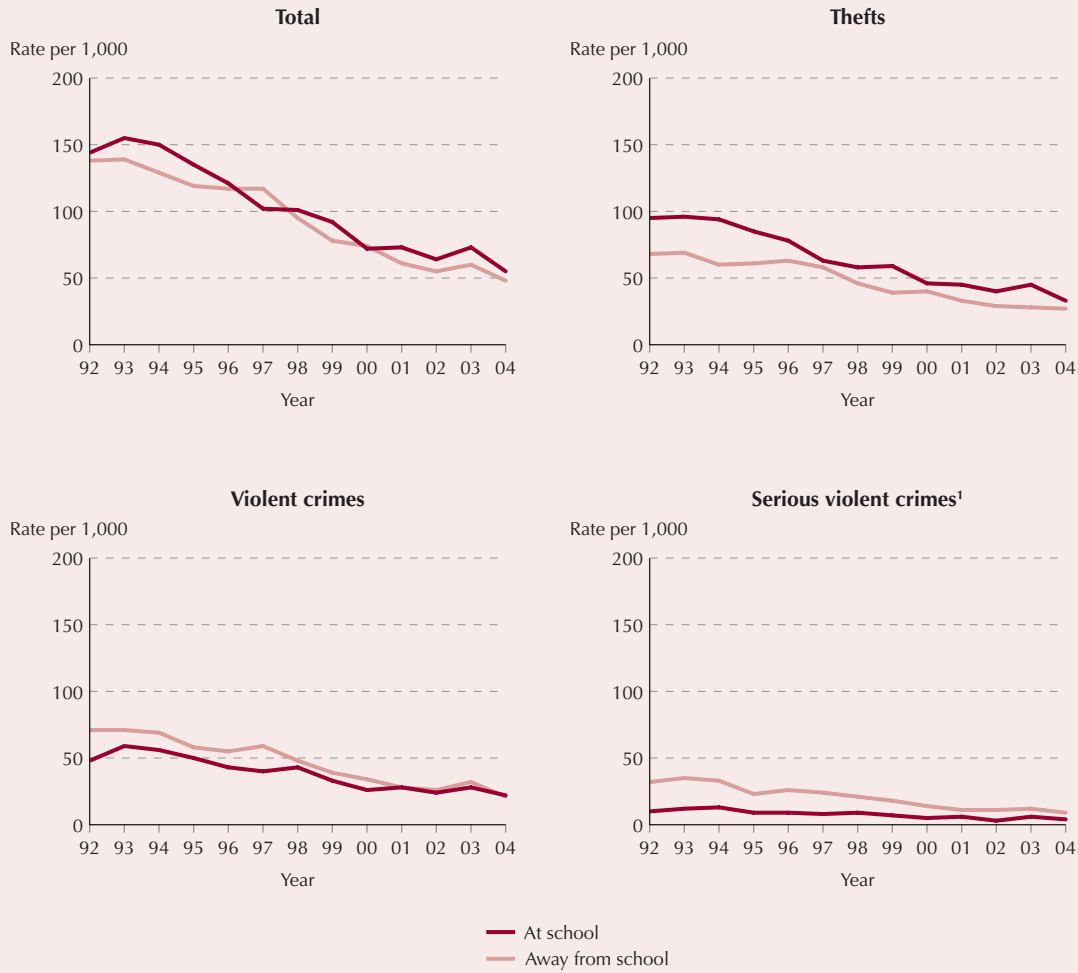 Total
Rate per 1,000
200
150
100
50
0
92 93 94 95 96 97 98 99 00 01 02 03 04
Year
Thefts
Rate per 1,000
200
150
100
50
0
92 93 94 95 96 97 98 99 00 01 02 03 04
Year
Violent crimes
Rate per 1,000
200
150
100
50
0
92 93 94 95 96 97 98 99 00 01 02 03 04
Year
Serious violent crimes¹
Rate per 1,000
200
150
100
50
0
92 93 94 95 96 97 98 99 00 01 02 03 04
Year
At school
Away from school